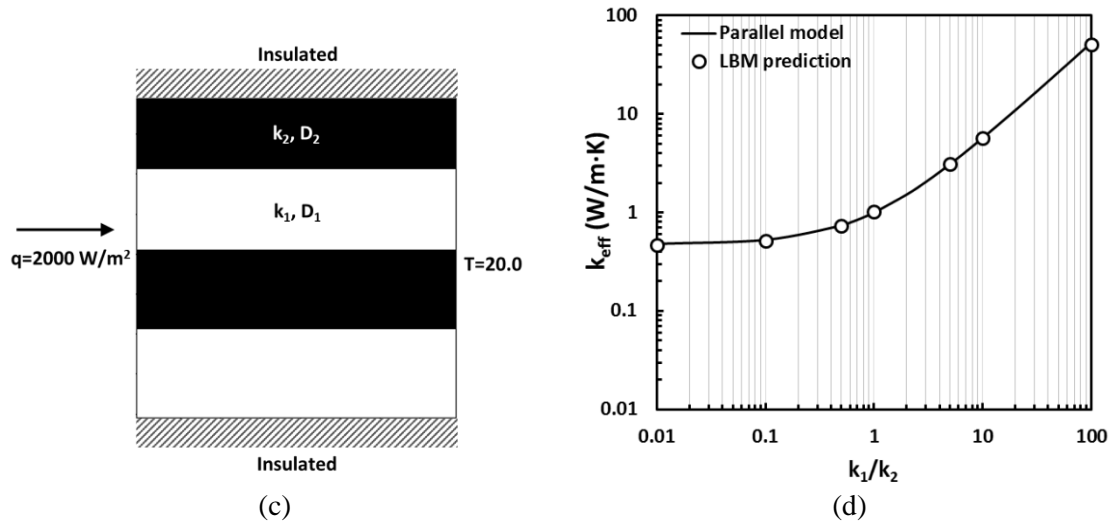 Insulated
k₂, D₂
k₁, D₁
q=2000 W/m²
T=20.0
Insulated
(c)
100
10
1
0.1
0.01
k_eff (W/m·K)
Parallel model
LBM prediction
0.01 0.1 1 10 100
k₁/k₂
(d)